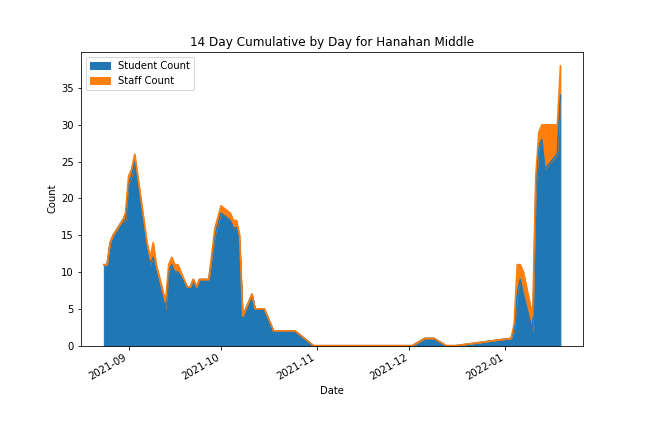 14 Day Cumulative by Day for Hanahan Middle
Student Count
Staff Count
35
30
25
20
15
10
5
0
Count
2021-09
2021-10
2021-11
2021-12
2022-01
Date